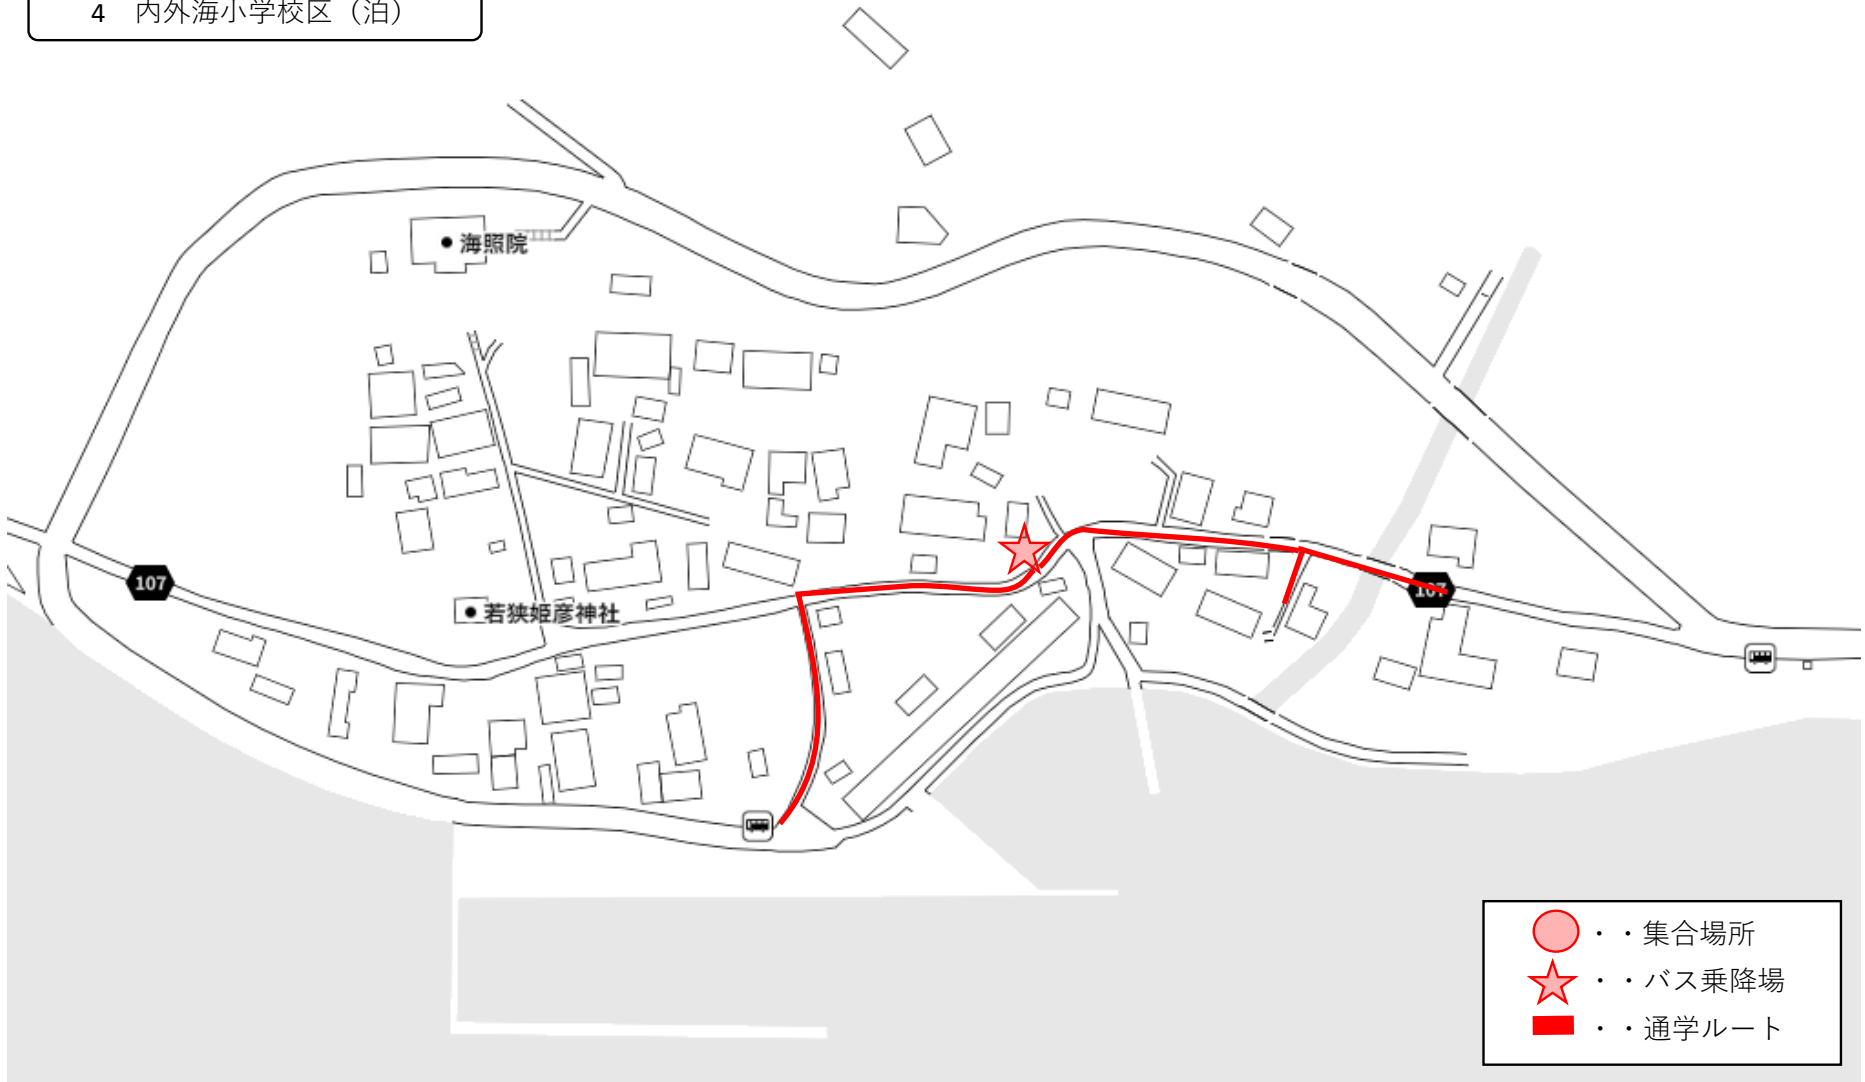 4 内外海小学校区（泊）
海照院
107
若狭姫彦神社
107
・・集合場所
・・バス乗降場
・・通学ルート